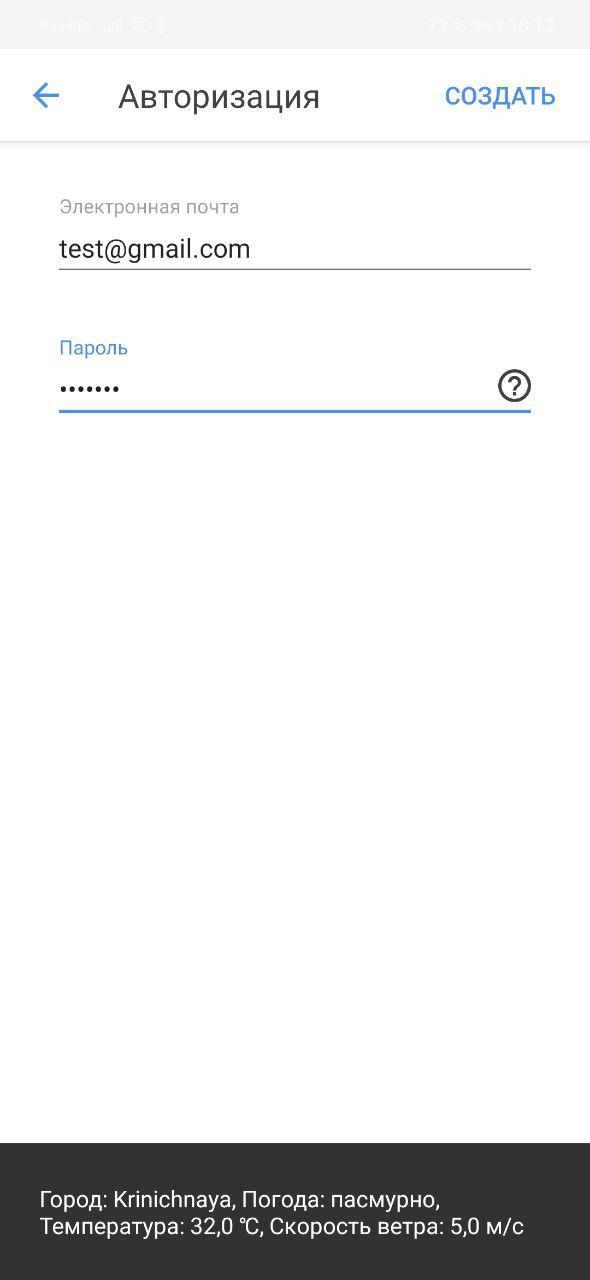 Phoenix 73 % 18:12
Авторизация СОЗДАТЬ
Электронная почта
test@gmail.com
Пароль
•••••••
Город: Krinichnaya, Погода: пасмурно,
Температура: 32,0 ℃, Скорость ветра: 5,0 м/с